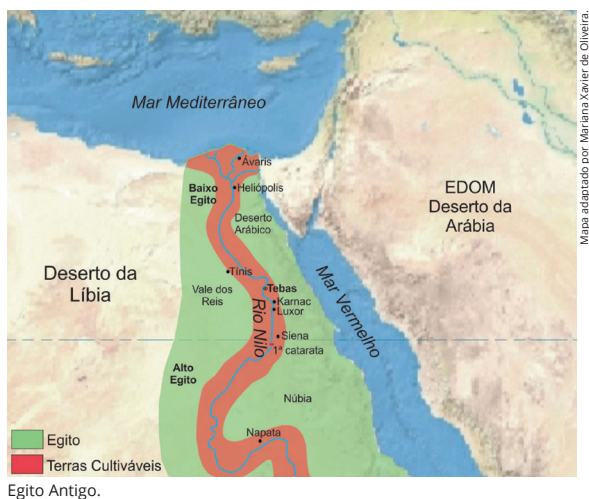 Mapa adaptado por Mariana Xavier de Oliveira.
Mar Mediterrâneo
Ávaris
Baixo
Egito
Heliópolis
EDOM
Deserto da
Arábia
Deserto
Arábico
Deserto da
Líbia
Tínis
Mar Vermelho
Vale dos
Reis
Tebas
Karnac
Luxor
Rio Nilo
Siena
1ª catarata
Alto
Egito
Núbia
Napata
Egito
Terras Cultiváveis
Egito Antigo.